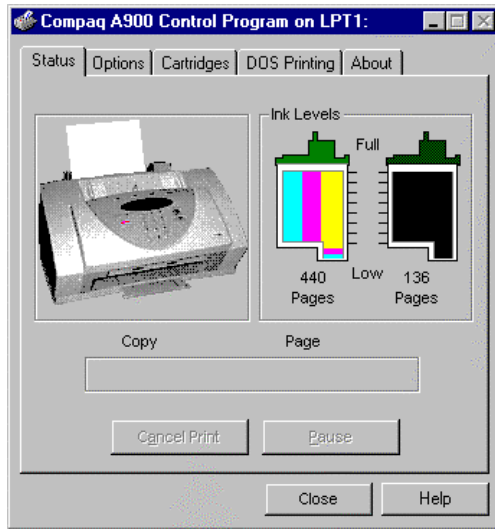 Compaq A900 Control Program on LPT1:
Status Options Cartridges DOS Printing About
Ink Levels
Full
Low
440 136
Pages Pages
Copy Page
Cancel Print Pause
Close Help